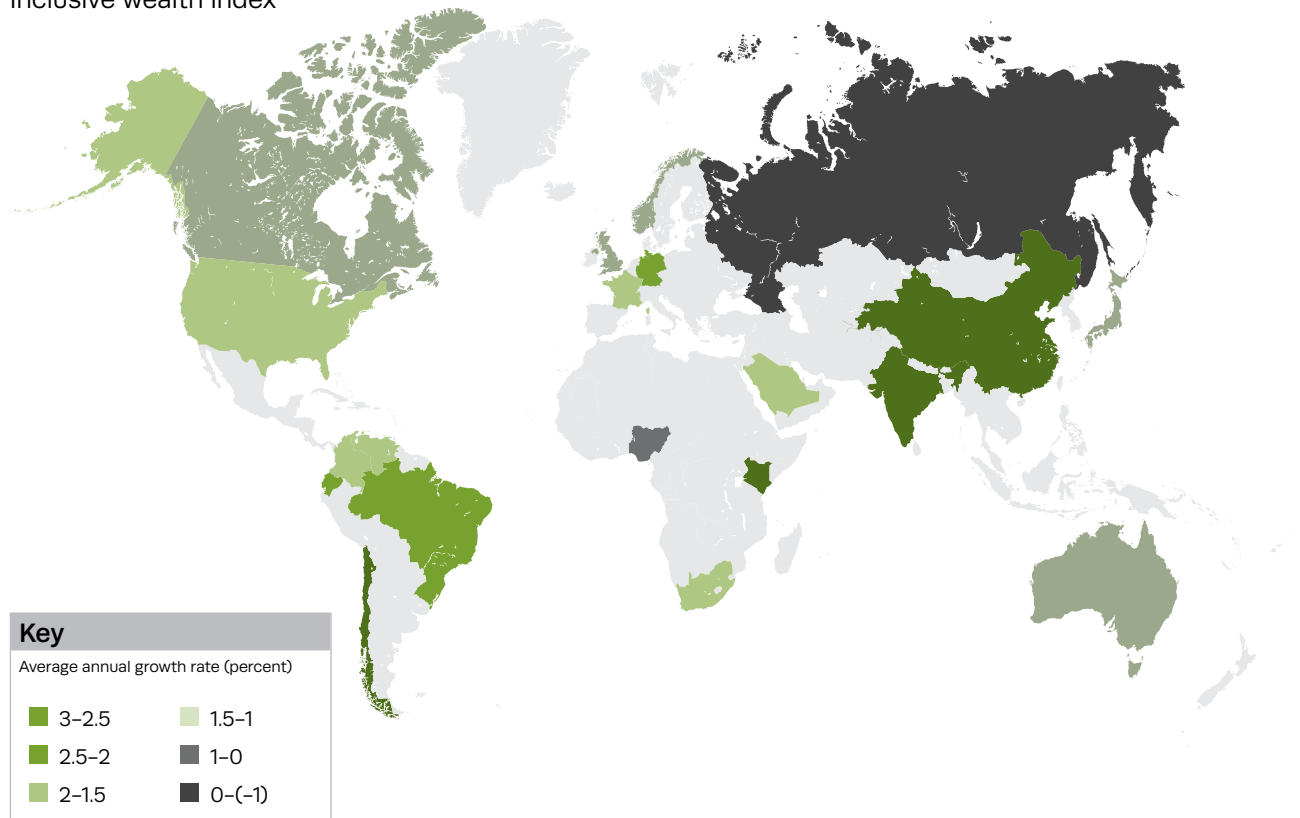 inclusive wealth index
Key
Average annual growth rate (percent)
3–2.5
2.5–2
2–1.5
1.5–1
1–0
0–(–1)